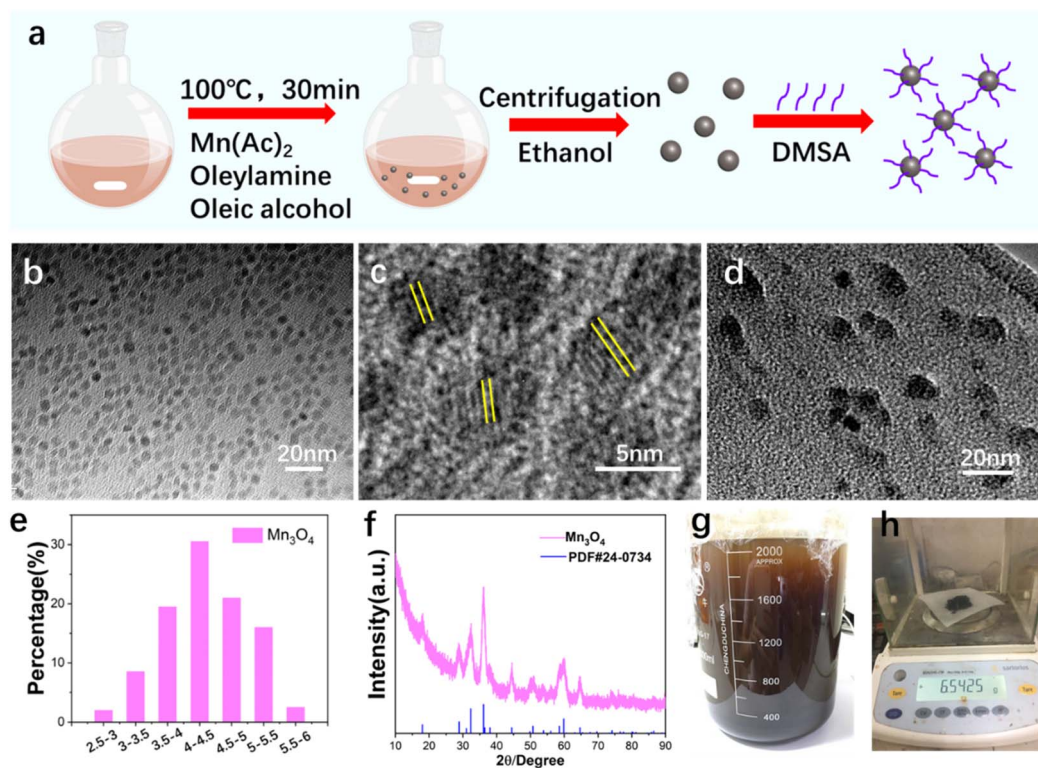 a
100℃，30min
Mn(Ac)₂
Oleylamine
Oleic alcohol
Centrifugation
Ethanol
DMSA
b
20nm
c
5nm
d
20nm
e
Percentage(%)
30
20
10
0
Mn₃O₄
2.5-3
3-3.5
3.5-4
4-4.5
4.5-5
5-5.5
5.5-6
f
Intensity(a.u.)
Mn₃O₄
PDF#24-0734
10
20
30
40
50
60
70
80
90
2θ/Degree
g
2000
APPROX
1600
1200
800
400
CHENGDUCHINA
h
sartorius
6.5425
g